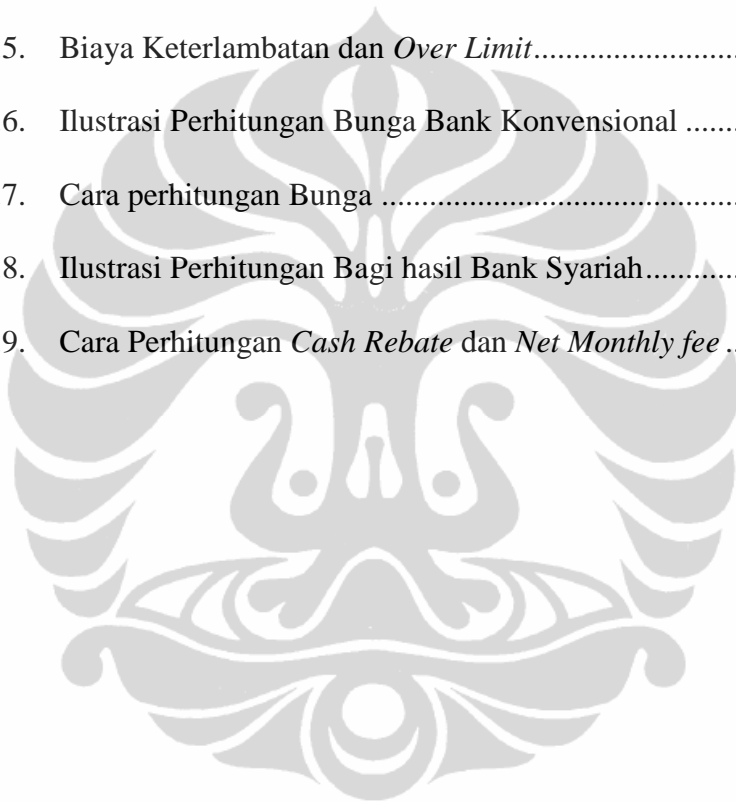 5. Biaya Keterlambatan dan Over Limit.......................
6. Ilustrasi Perhitungan Bunga Bank Konvensional .......
7. Cara perhitungan Bunga ........................................
8. Ilustrasi Perhitungan Bagi hasil Bank Syariah............
9. Cara Perhitungan Cash Rebate dan Net Monthly fee ..